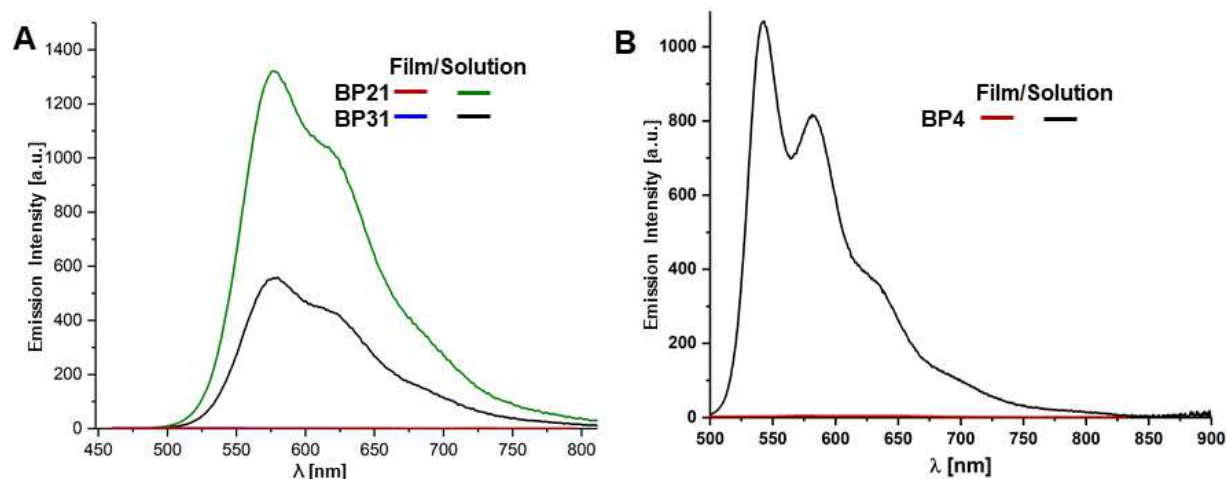 A
Film/Solution
BP21
BP31
Emission Intensity [a.u.]
1400
1200
1000
800
600
400
200
0
450 500 550 600 650 700 750 800
λ [nm]
B
Film/Solution
BP4
Emission Intensity [a.u.]
1000
800
600
400
200
0
500 550 600 650 700 750 800 850 900
λ [nm]